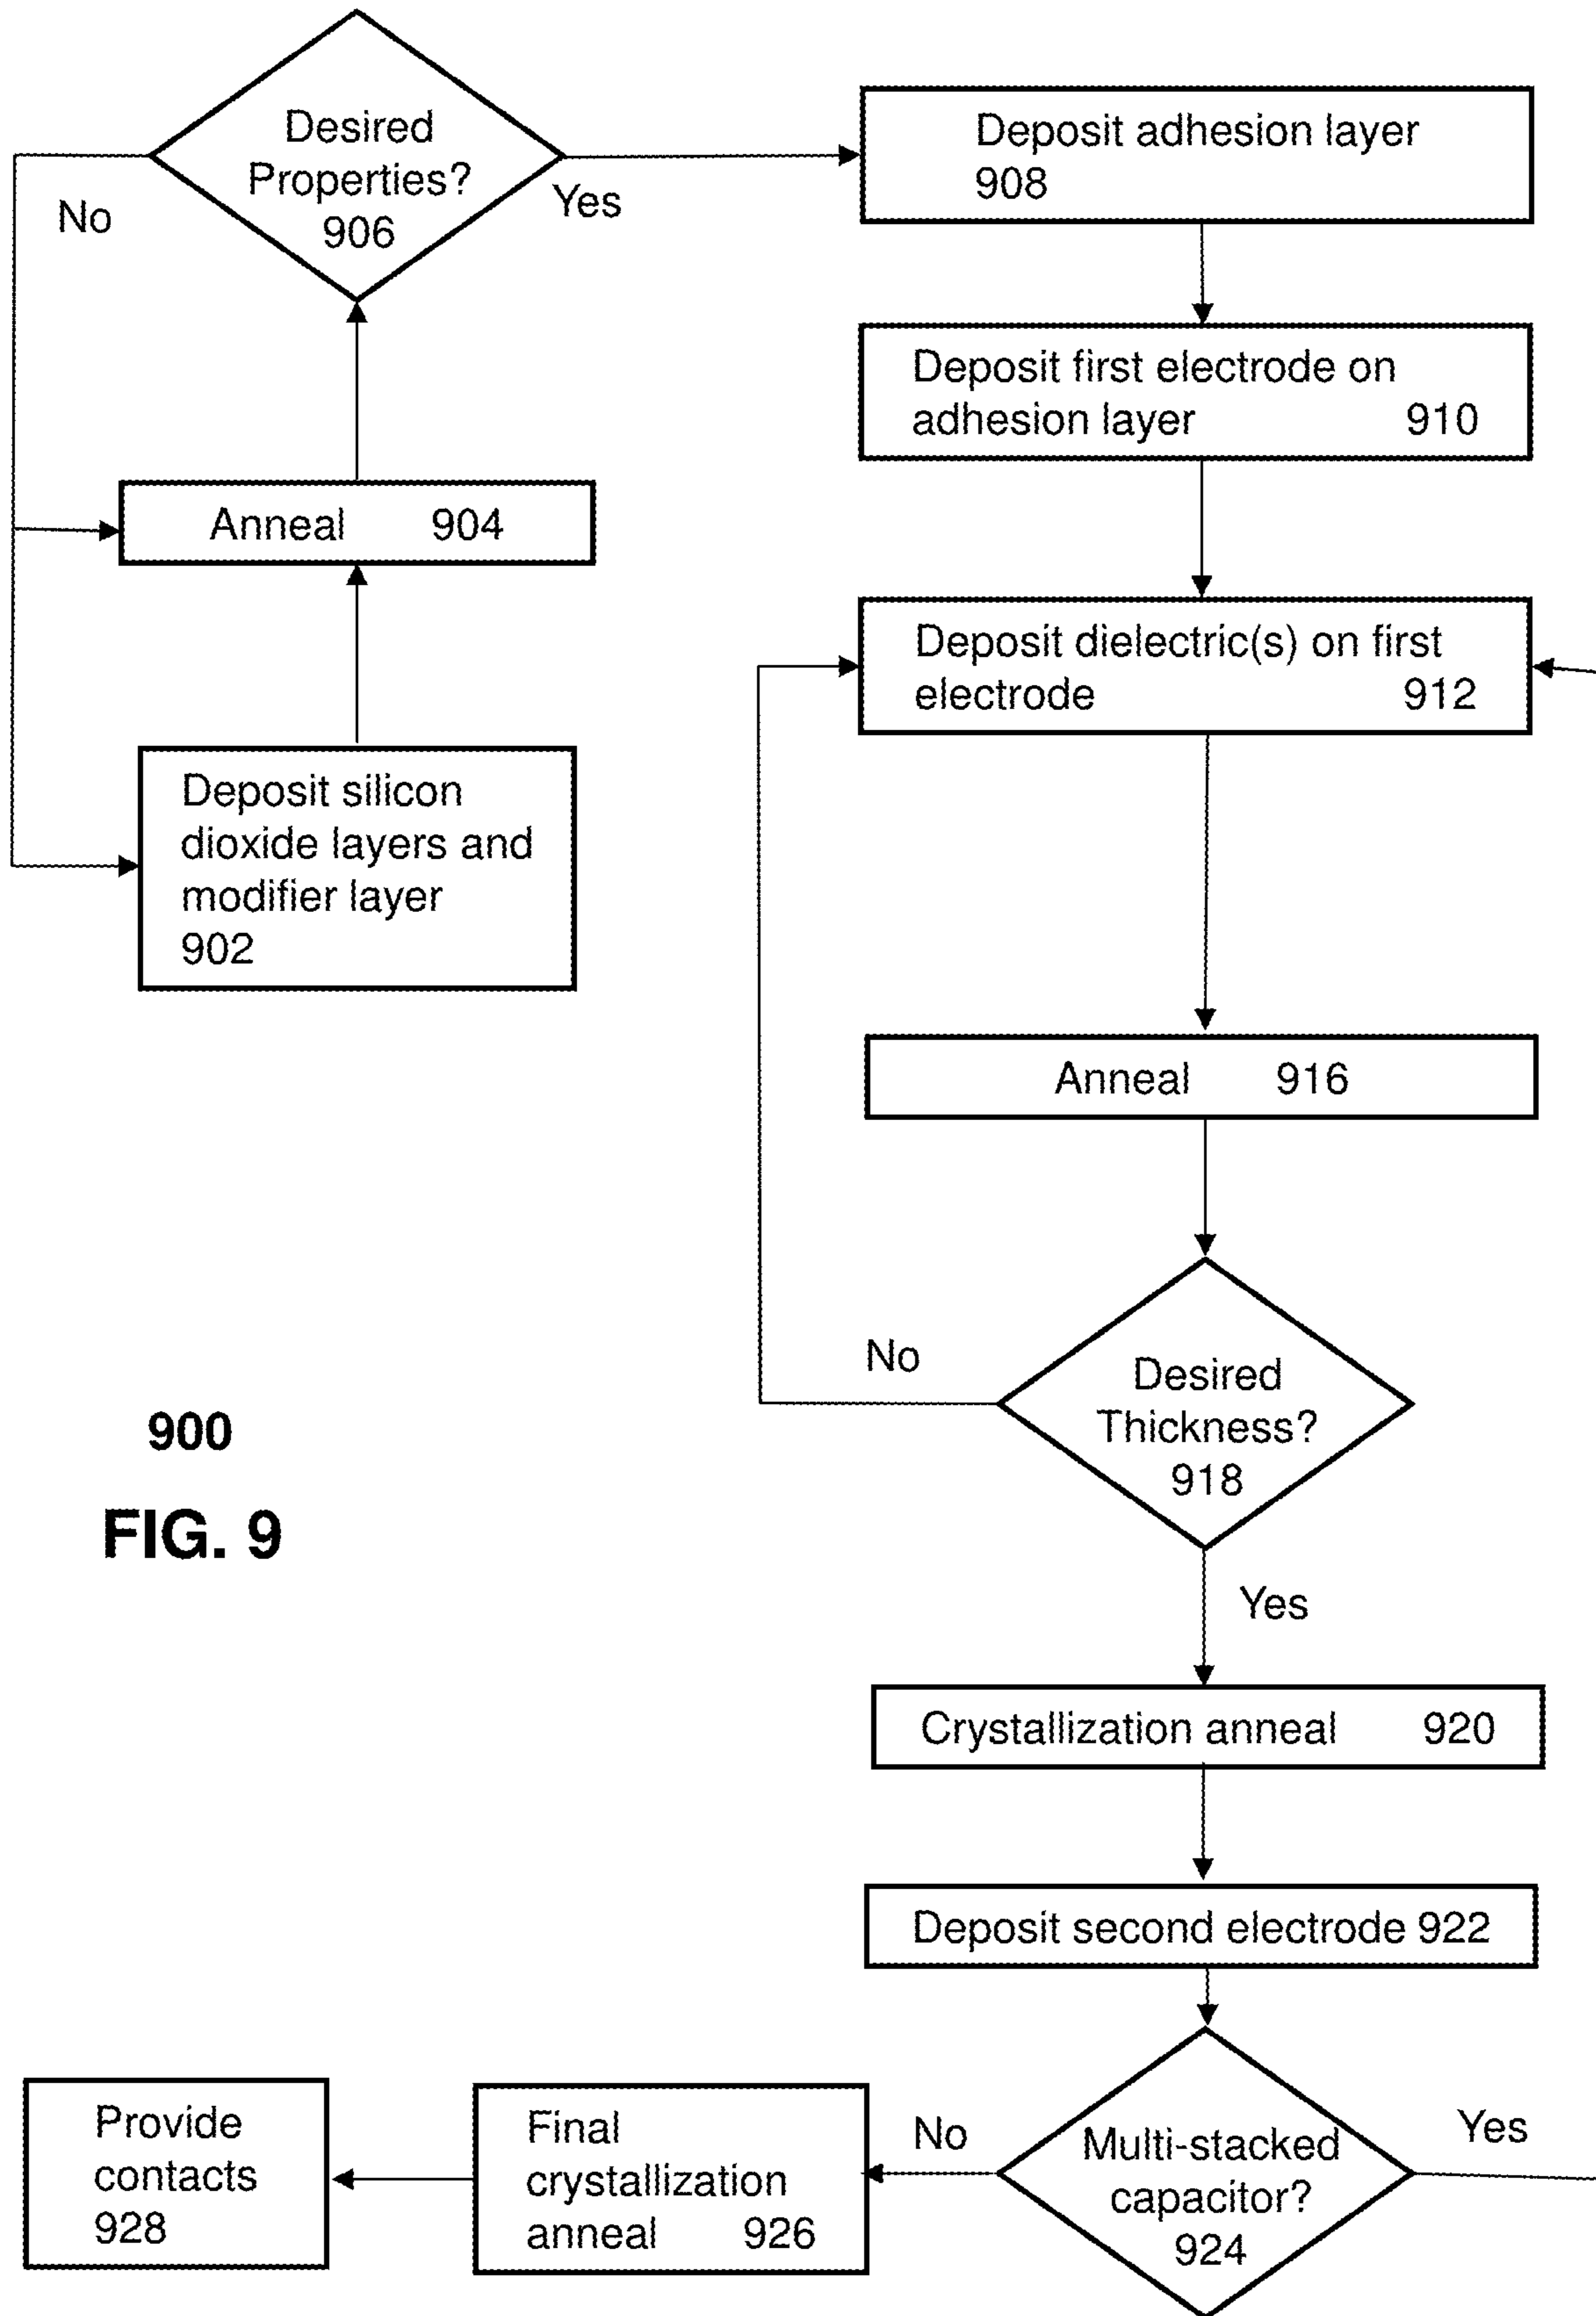 Desired
Properties?
906
No
Yes
Deposit adhesion layer
908
Deposit first electrode on
adhesion layer 910
Anneal 904
Deposit dielectric(s) on first
electrode 912
Deposit silicon
dioxide layers and
modifier layer
902
Anneal 916
No
Desired
Thickness?
918
900
FIG. 9
Yes
Crystallization anneal 920
Deposit second electrode 922
Multi-stacked
capacitor?
924
Yes
No
Final
crystallization
anneal 926
Provide
contacts
928